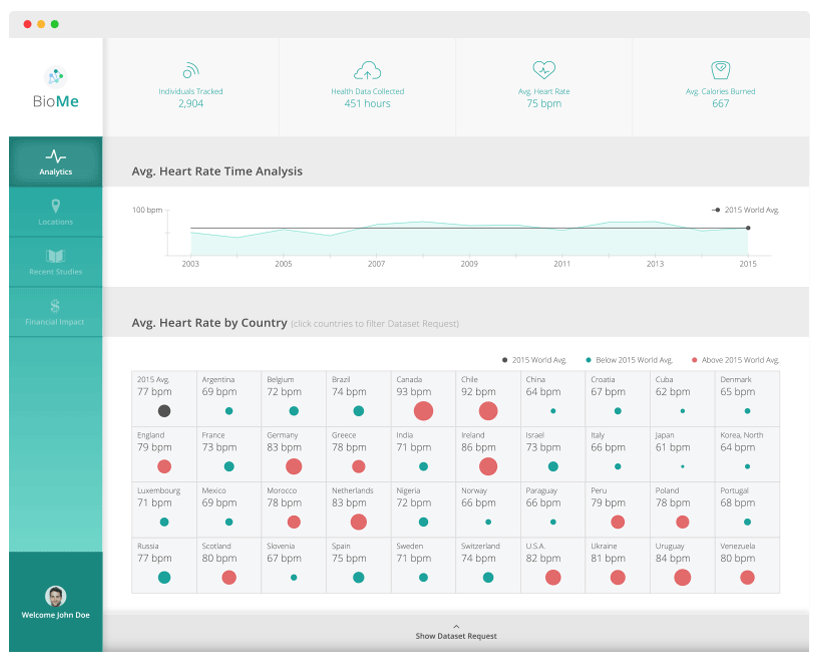 BioMe
Individuals Tracked
2,904
Health Data Collected
451 hours
Avg. Heart Rate
75 bpm
Avg. Calories Burned
667
Analytics
Locations
Recent Studies
Financial Impact
Welcome John Doe
Avg. Heart Rate Time Analysis
100 bpm
2015 World Avg.
2003 2005 2007 2009 2011 2013 2015
Avg. Heart Rate by Country (click countries to filter Dataset Request)
2015 World Avg. Below 2015 World Avg. Above 2015 World Avg.
2015 Avg. Argentina Belgium Brazil Canada Chile China Croatia Cuba Denmark
77 bpm 69 bpm 72 bpm 74 bpm 93 bpm 92 bpm 64 bpm 67 bpm 62 bpm 65 bpm
England France Germany Greece India Ireland Israel Italy Japan Korea, North
79 bpm 73 bpm 83 bpm 78 bpm 71 bpm 86 bpm 73 bpm 66 bpm 61 bpm 64 bpm
Luxembourg Mexico Morocco Netherlands Nigeria Norway Paraguay Peru Poland Portugal
71 bpm 69 bpm 78 bpm 83 bpm 72 bpm 66 bpm 66 bpm 79 bpm 78 bpm 68 bpm
Russia Scotland Slovenia Spain Sweden Switzerland U.S.A. Ukraine Uruguay Venezuela
77 bpm 80 bpm 67 bpm 75 bpm 71 bpm 74 bpm 82 bpm 81 bpm 84 bpm 80 bpm
Show Dataset Request